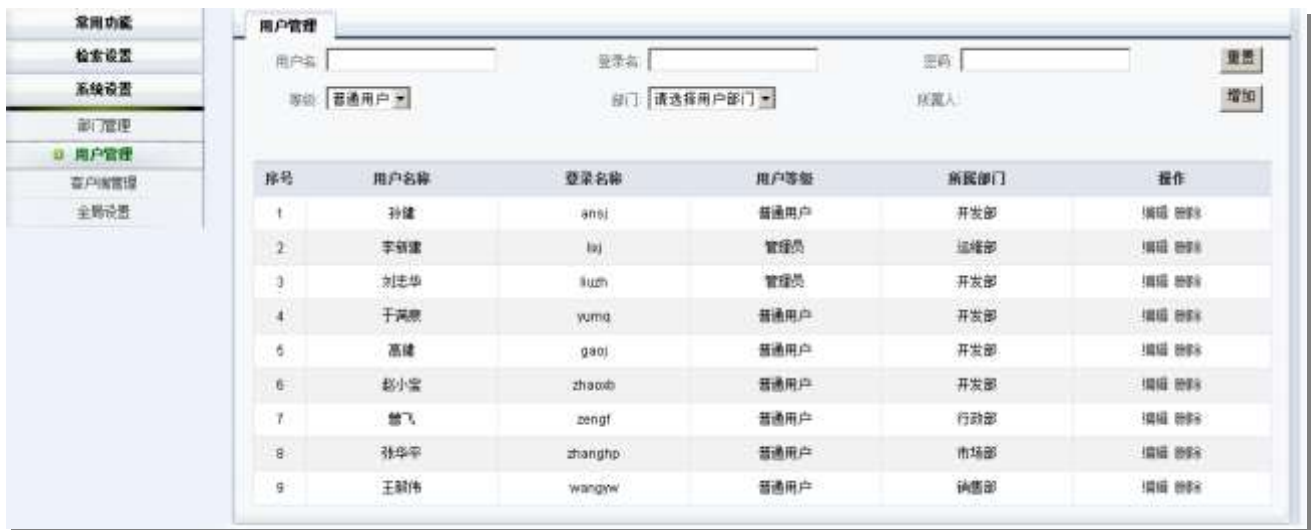 常用功能
检索设置
系统设置
部门管理
用户管理
客户端管理
全局设置
用户管理
用户名 登录名 密码 重置
等级 普通用户 部门 请选择用户部门 所属人 增加
序号 用户名称 登录名称 用户等级 所属部门 操作
1 孙健 ansj 普通用户 开发部 编辑 删除
2 管理员 运维部 编辑 删除
3 刘志华 liuzh 管理员 开发部 编辑 删除
4 yumq 普通用户 开发部 编辑 删除
5 高健 gaoj 普通用户 开发部 编辑 删除
6 赵小宝 zhaoxb 普通用户 开发部 编辑 删除
7 曾飞 zengf 普通用户 行政部 编辑 删除
8 张华平 zhanghp 普通用户 市场部 编辑 删除
9 wangyw 普通用户 销售部 编辑 删除